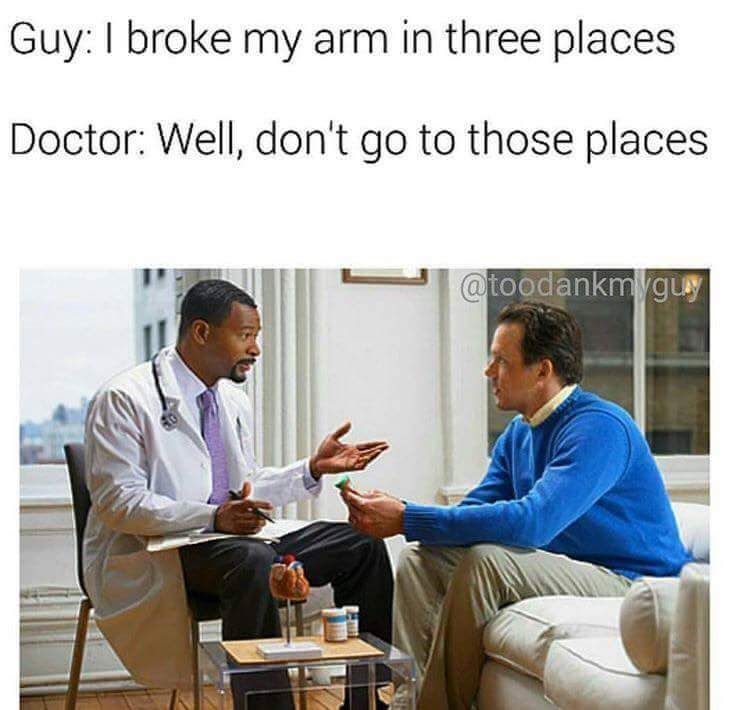 Guy: I broke my arm in three places
Doctor: Well, don't go to those places
@toodankmyguy